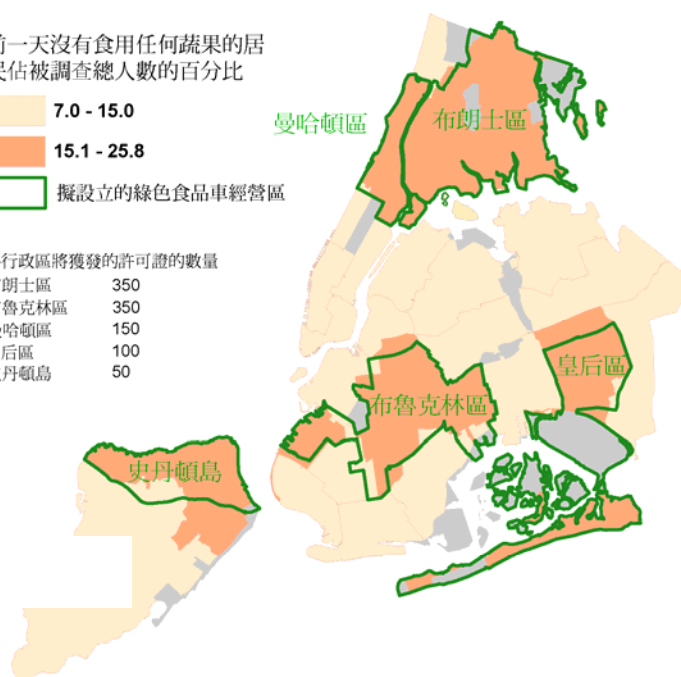 前一天沒有食用任何蔬果的居
民佔被調查總人數的百分比
7.0 - 15.0
15.1 - 25.8
擬設立的綠色食品車經營區
行政區將獲發的許可證的數量
朗士區 350
魯克林區 350
哈頓區 150
后區 100
丹頓島 50
曼哈頓區
布朗士區
皇后區
布魯克林區
史丹頓島